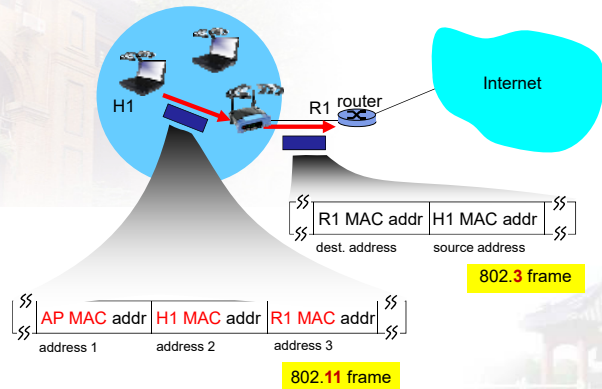 Internet
R1 router
H1
R1 MAC addr H1 MAC addr
dest. address source address
802.3 frame
AP MAC addr H1 MAC addr R1 MAC addr
address 1 address 2 address 3
802.11 frame